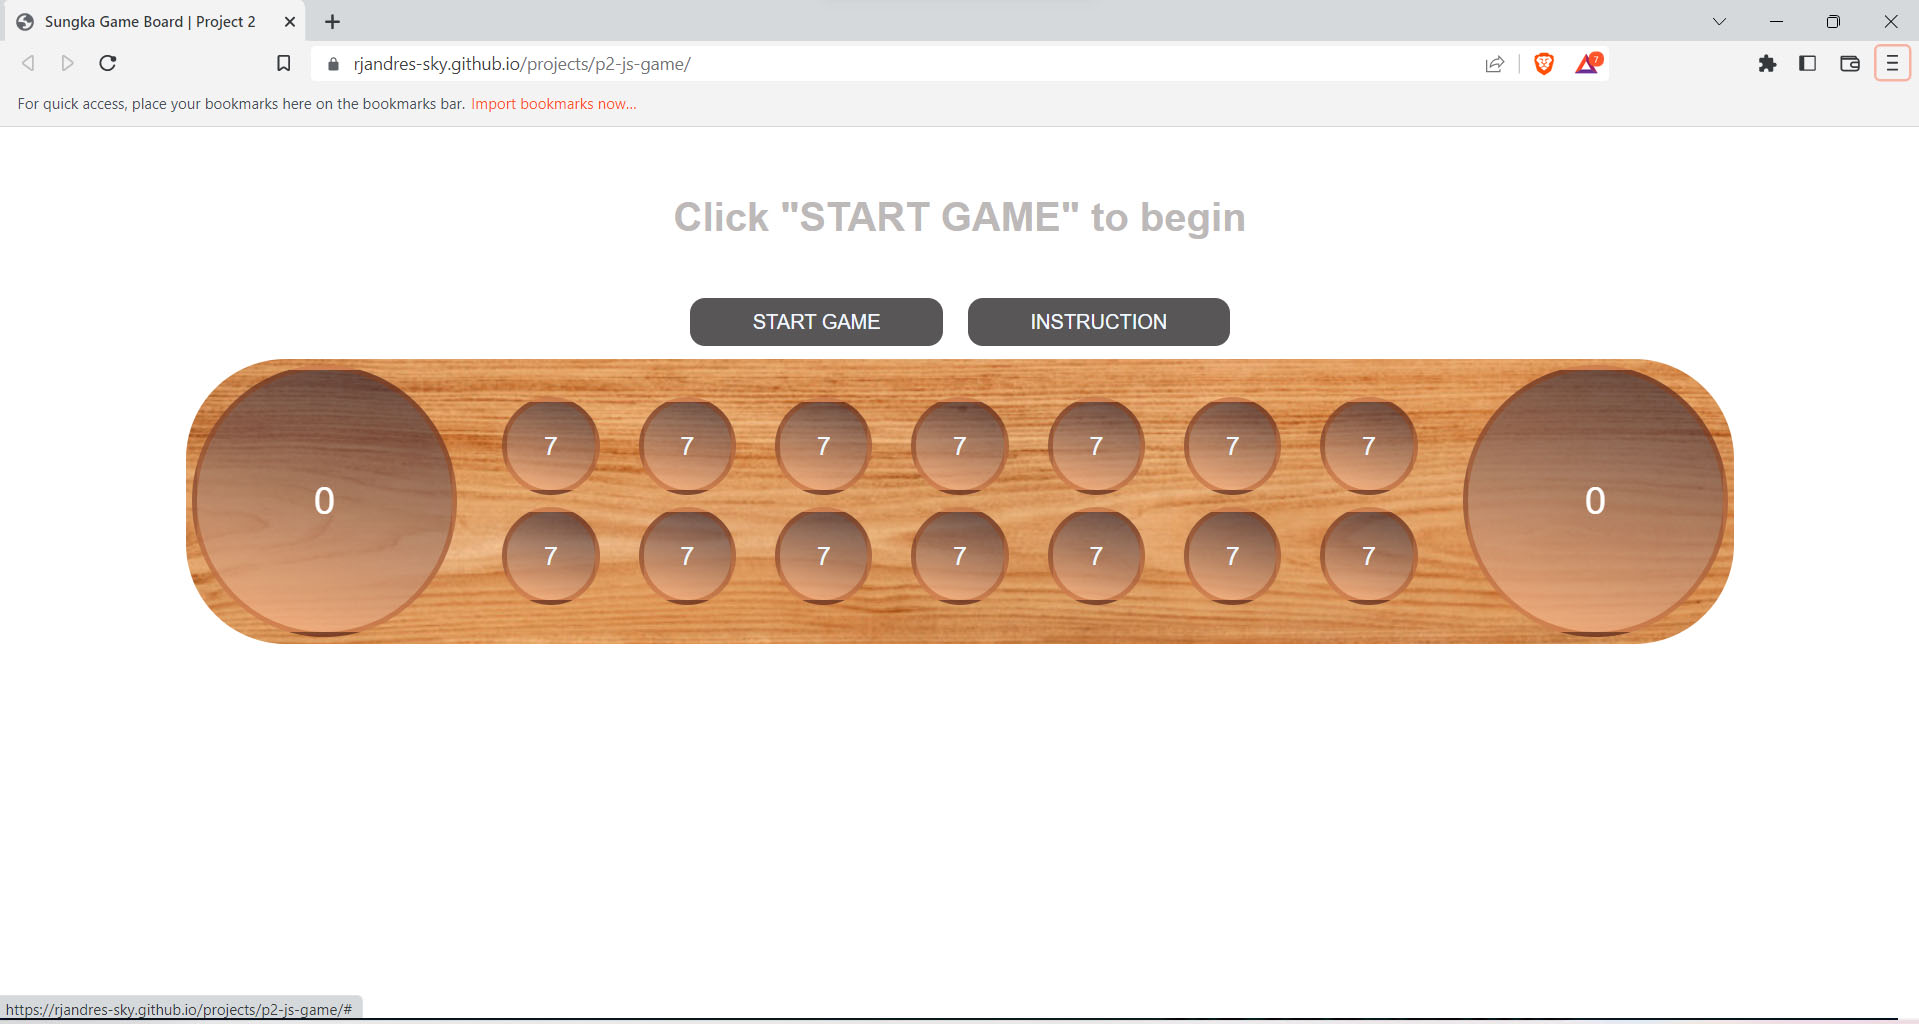 Sungka Game Board | Project 2
rjandres-sky.github.io/projects/p2-js-game/
7
For quick access, place your bookmarks here on the bookmarks bar. Import bookmarks now...
Click "START GAME" to begin
START GAME INSTRUCTION
7 7 7 7 7 7 7
0 0
7 7 7 7 7 7 7
https://rjandres-sky.github.io/projects/p2-js-game/#